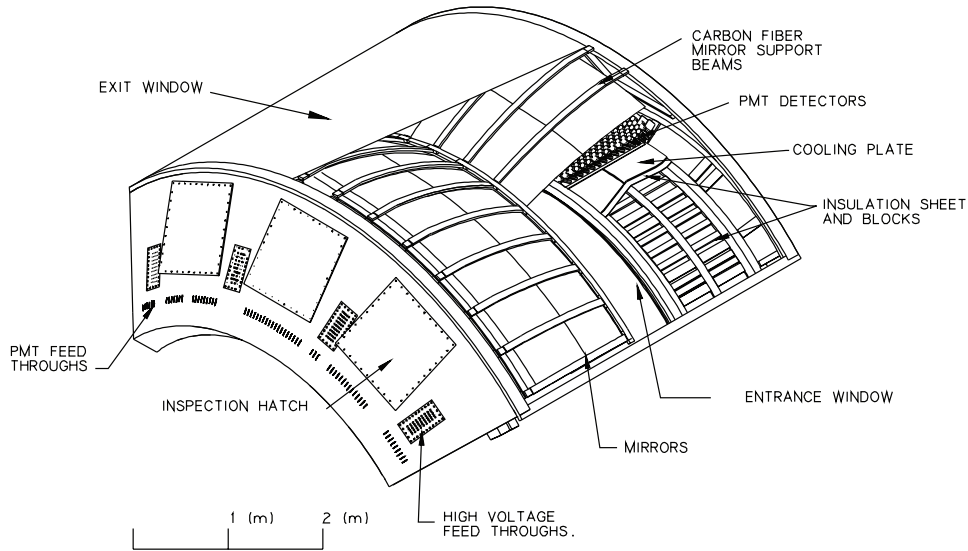 CARBON FIBER
MIRROR SUPPORT
BEAMS
EXIT WINDOW
PMT DETECTORS
COOLING PLATE
INSULATION SHEET
AND BLOCKS
PMT FEED
THROUGHS
INSPECTION HATCH
ENTRANCE WINDOW
MIRRORS
1 (m)
2 (m)
HIGH VOLTAGE
FEED THROUGHS.